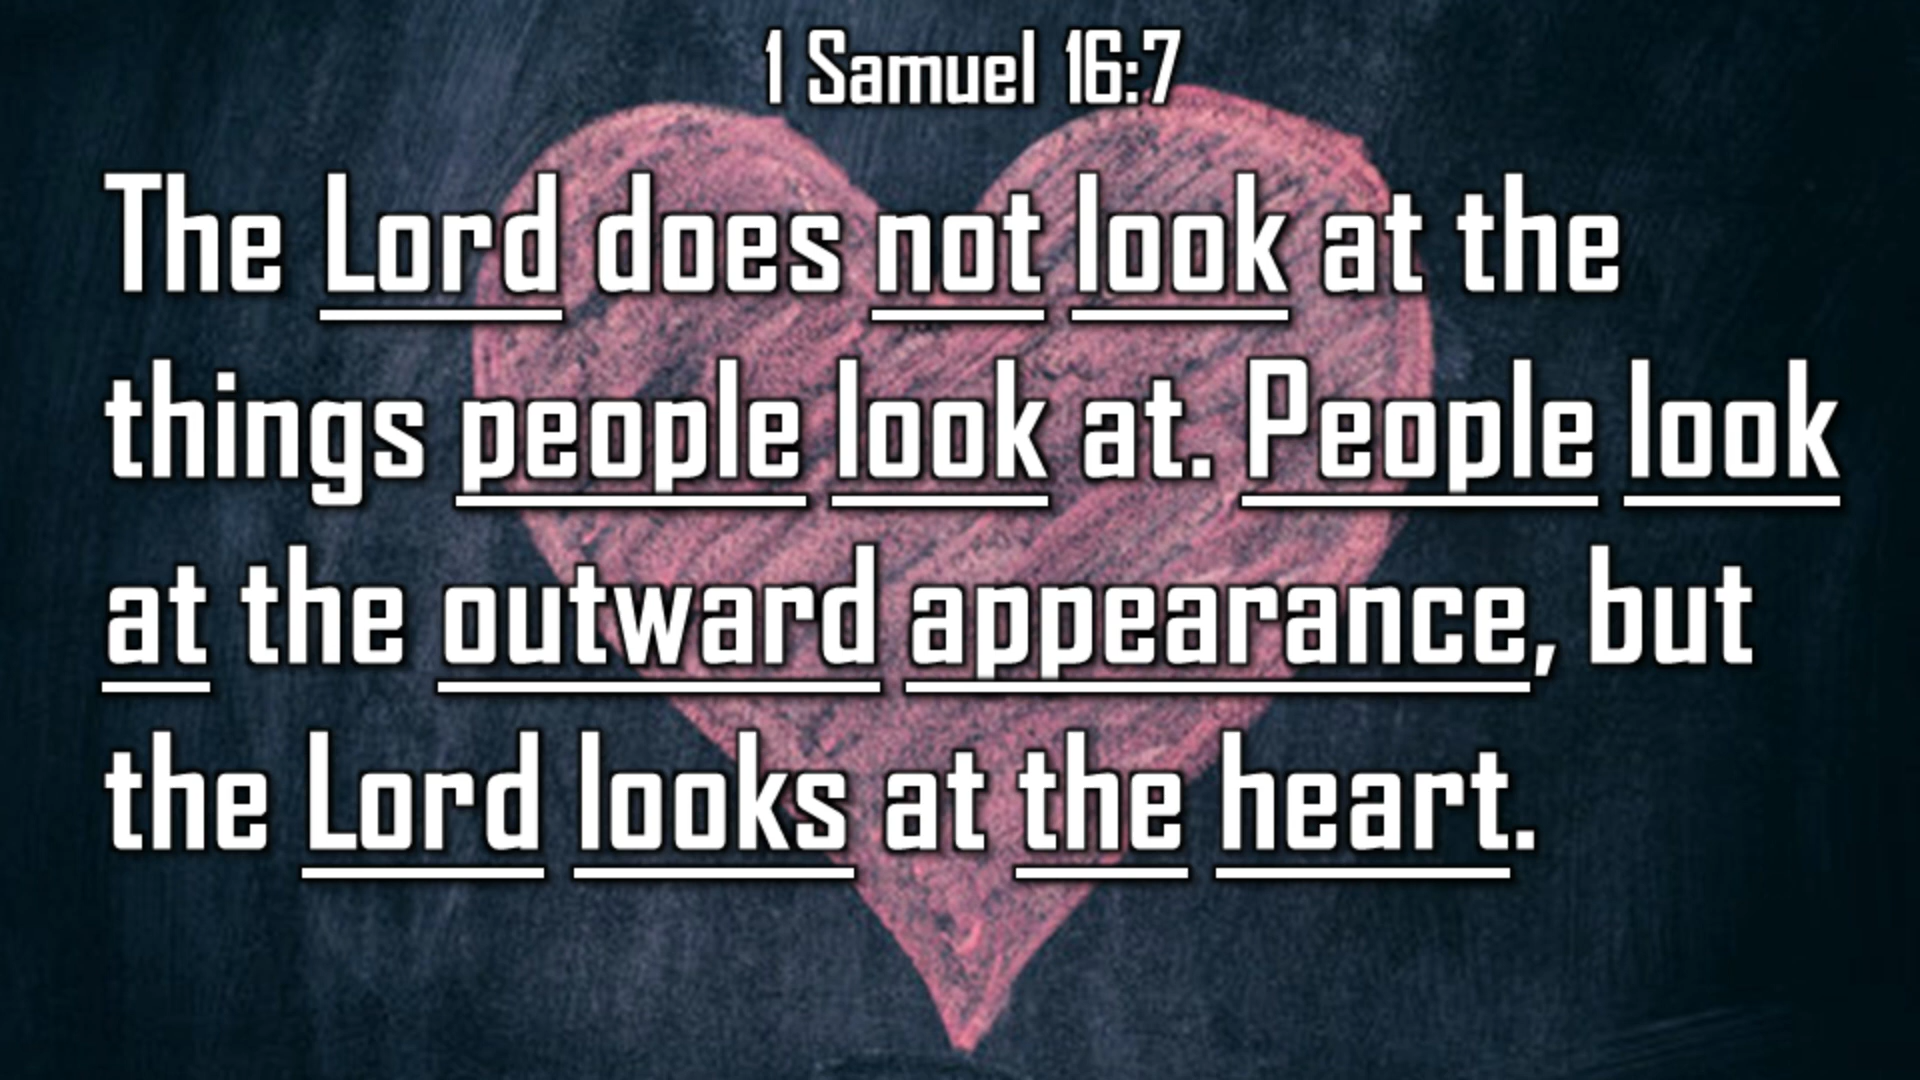 1 Samuel 16:7
The Lord does not look at the
things people look at. People look
at the outward appearance, but
the Lord looks at the heart.